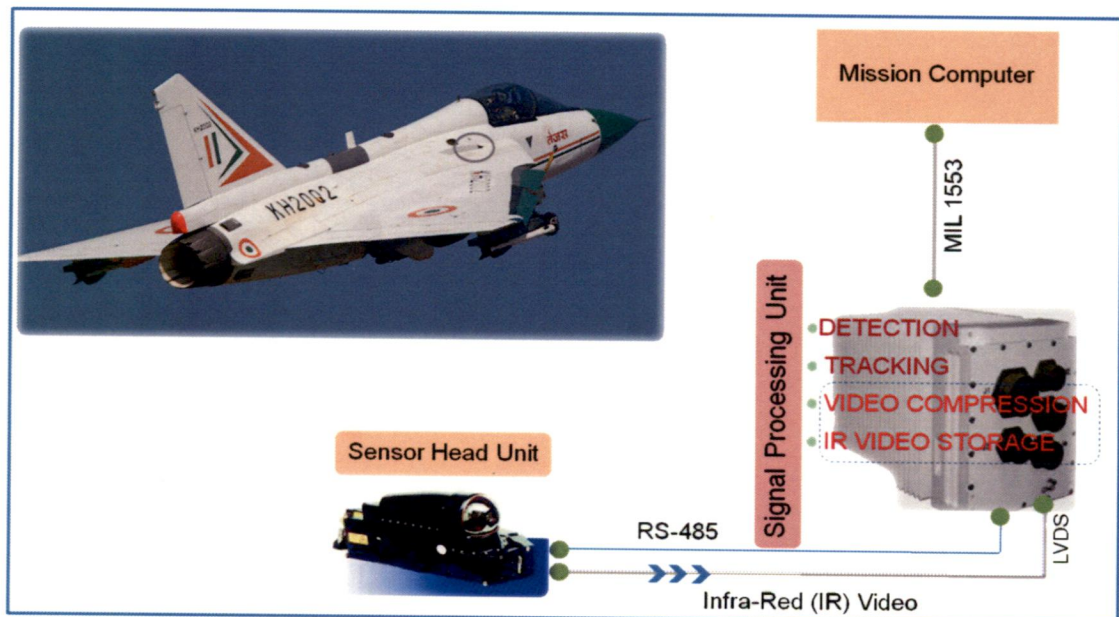 Mission Computer
तेजस
KH2002
MIL 1553
Signal Processing Unit
DETECTION
TRACKING
VIDEO COMPRESSION
IR VIDEO STORAGE
Sensor Head Unit
RS-485
LVDS
Infra-Red (IR) Video